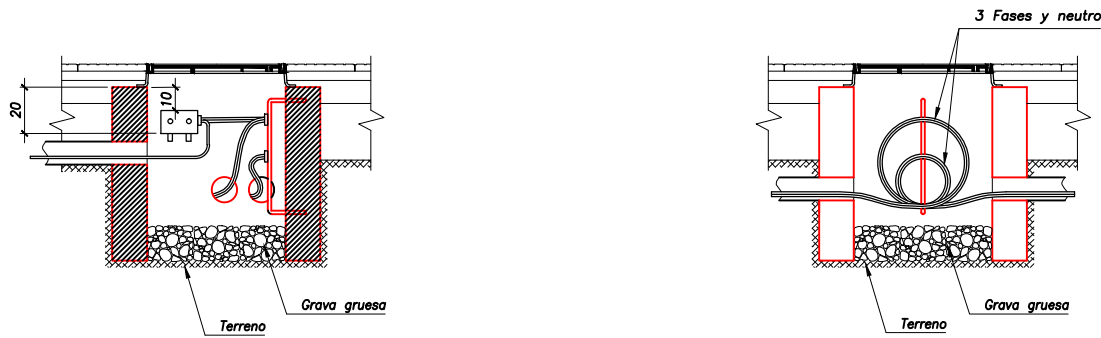 3 Fases y neutro
20
10
Grava gruesa
Terreno
Grava gruesa
Terreno